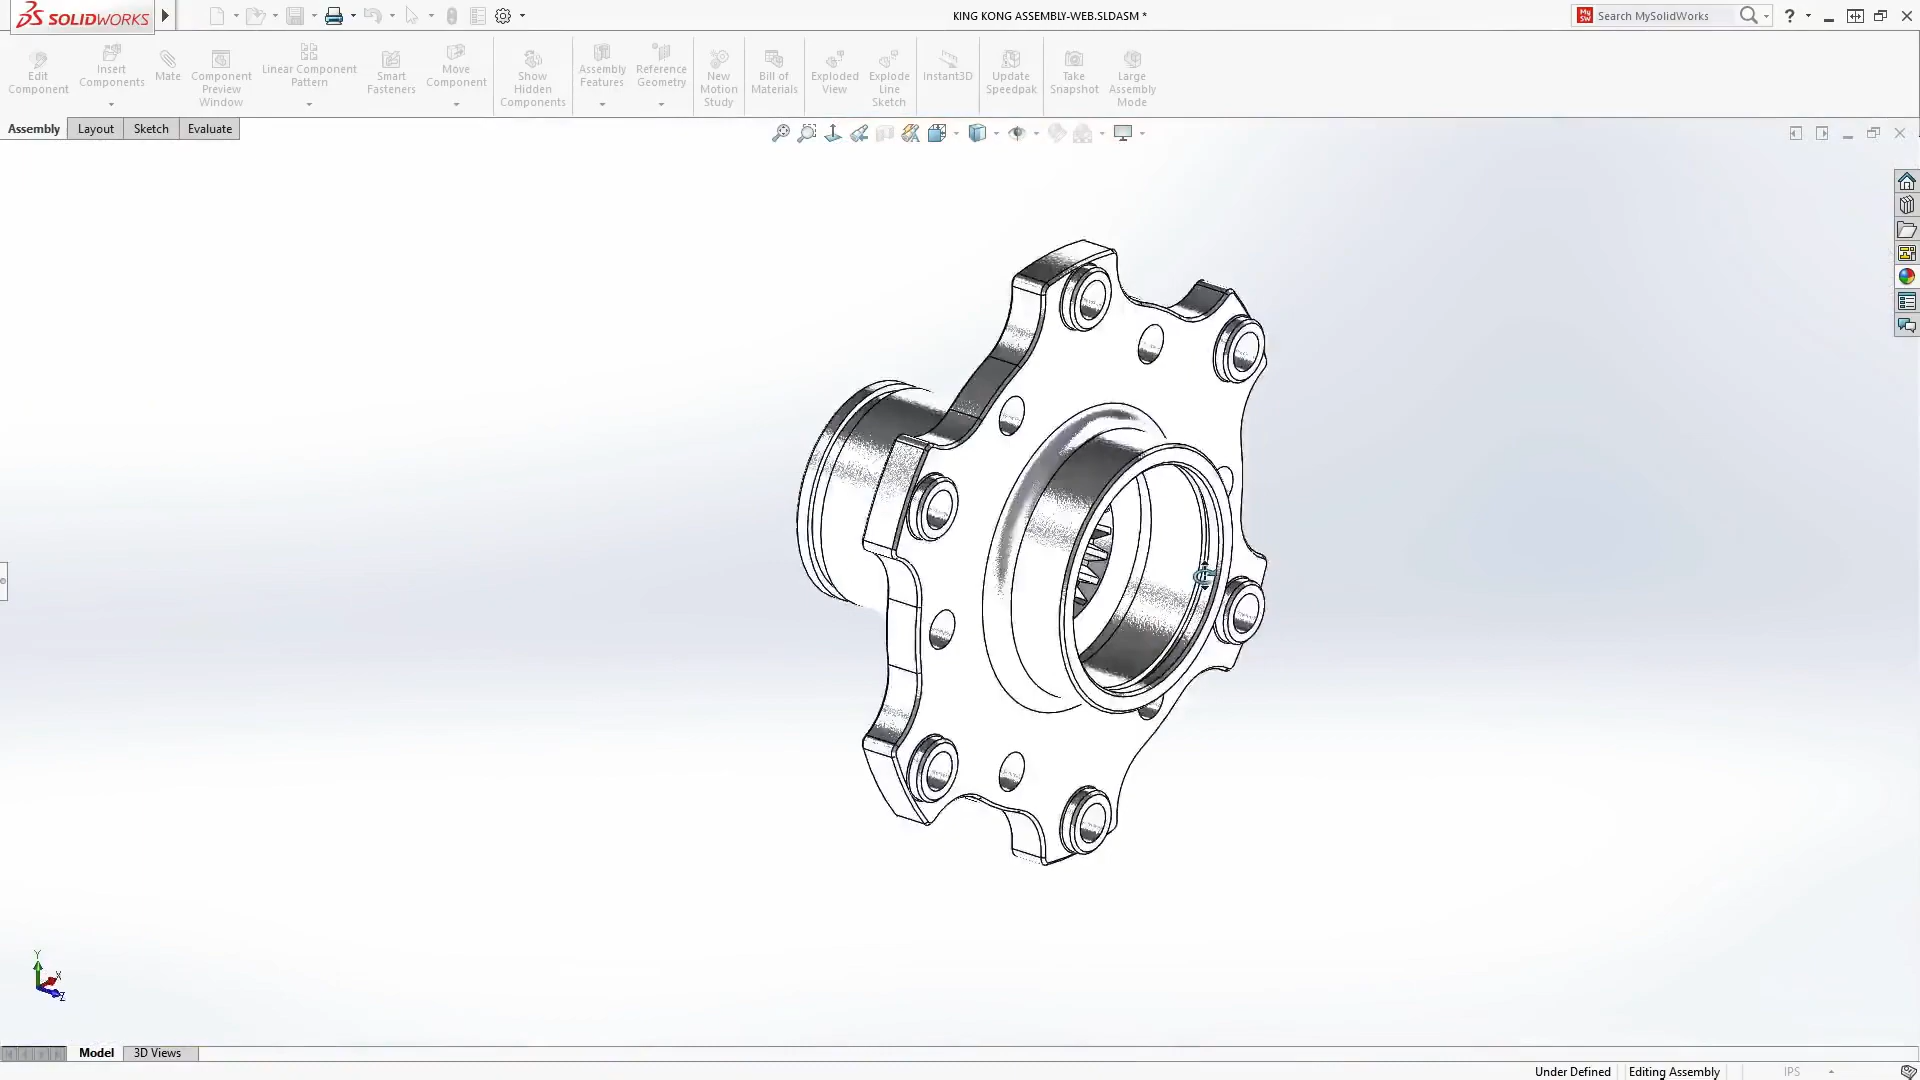 SOLIDWORKS
KING KONG ASSEMBLY-WEB.SLDASM *
My SW
Search MySolidWorks
?
Edit Component
Insert Components
Mate
Component Preview Window
Linear Component Pattern
Smart Fasteners
Move Component
Show Hidden Components
Assembly Features
Reference Geometry
New Motion Study
Bill of Materials
Exploded View
Explode Line Sketch
Instant3D
Update Speedpak
Take Snapshot
Large Assembly Mode
Assembly
Layout
Sketch
Evaluate
Y
X
Z
Model
3D Views
Under Defined
Editing Assembly
IPS